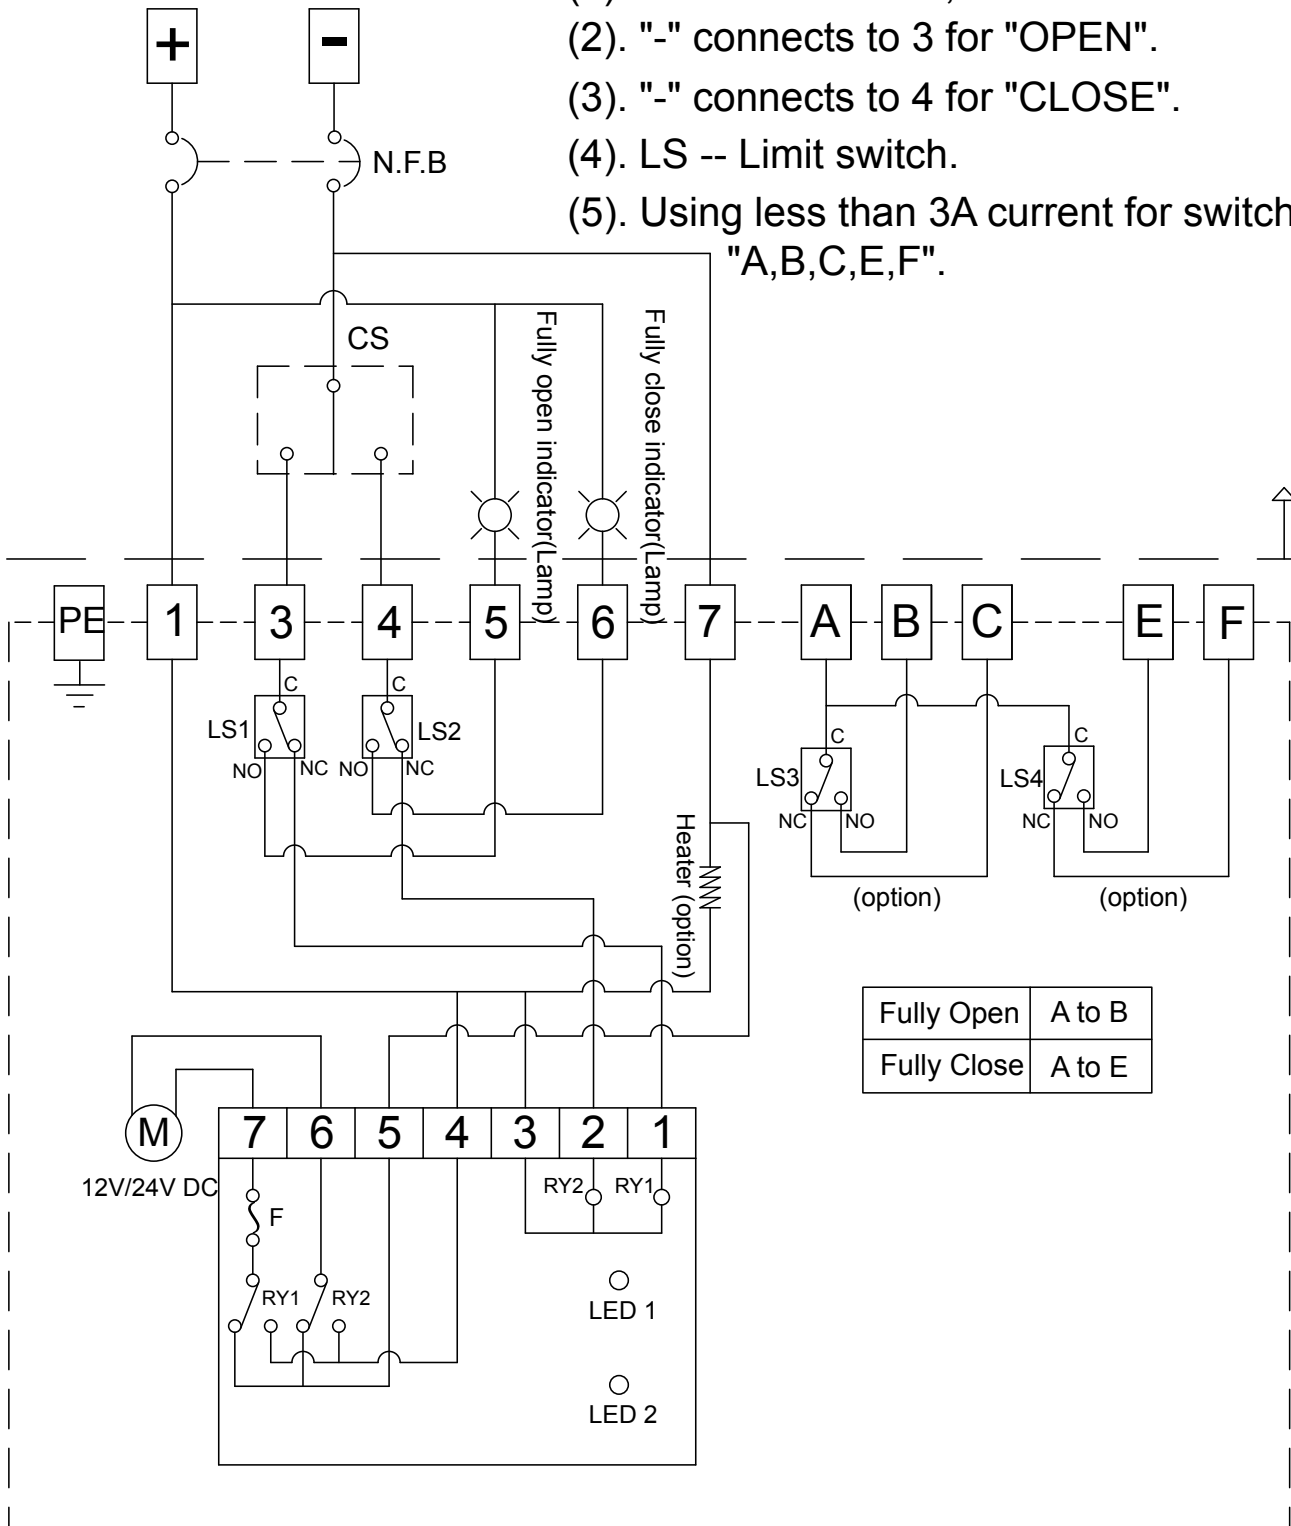 + -
(2). "-" connects to 3 for "OPEN".
(3). "-" connects to 4 for "CLOSE".
N.F.B
(4). LS -- Limit switch.
(5). Using less than 3A current for switch
"A,B,C,E,F".
CS
Fully open indicator(Lamp)
Fully close indicator(Lamp)
PE 1 3 4 5 6 7 A B C E F
C C
LS1 LS2
NO NC NO NC
C C
LS3 LS4
NC NO NC NO
Heater (option)
(option) (option)
Fully Open A to B
Fully Close A to E
M
12V/24V DC
7 6 5 4 3 2 1
RY2 RY1
F
RY1 RY2
LED 1
LED 2